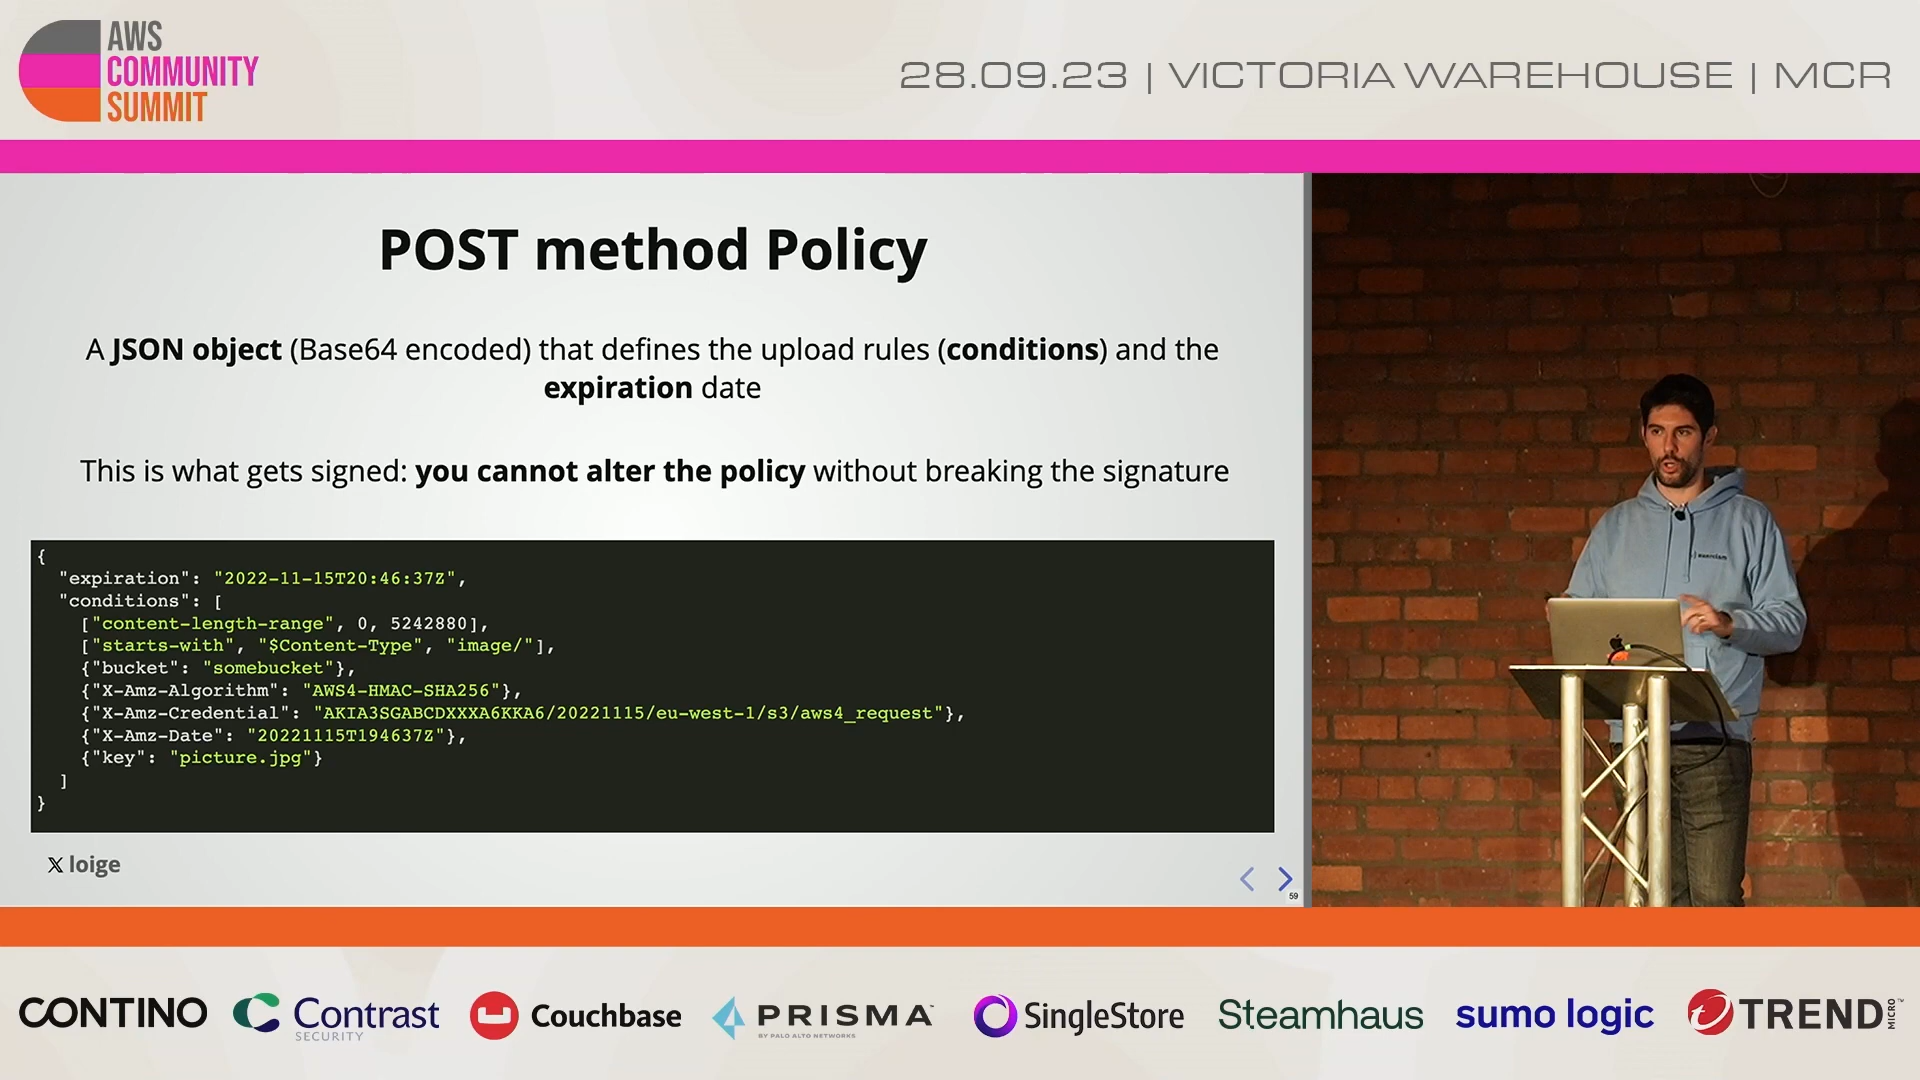 AWS
COMMUNITY
SUMMIT
28.09.23 | VICTORIA WAREHOUSE | MCR
POST method Policy
A JSON object (Base64 encoded) that defines the upload rules (conditions) and the
expiration date
This is what gets signed: you cannot alter the policy without breaking the signature
{
  "expiration": "2022-11-15T20:46:37Z",
  "conditions": [
    ["content-length-range", 0, 5242880],
    ["starts-with", "$Content-Type", "image/"],
    {"bucket": "somebucket"},
    {"X-Amz-Algorithm": "AWS4-HMAC-SHA256"},
    {"X-Amz-Credential": "AKIA3SGABCDXXXA6KKA6/20221115/eu-west-1/s3/aws4_request"},
    {"X-Amz-Date": "20221115T194637Z"},
    {"key": "picture.jpg"}
  ]
}
X loige
59
CONTINO
Contrast
SECURITY
Couchbase
PRISMA™
BY PALO ALTO NETWORKS
SingleStore
Steamhaus
sumo logic
TREND MICRO™